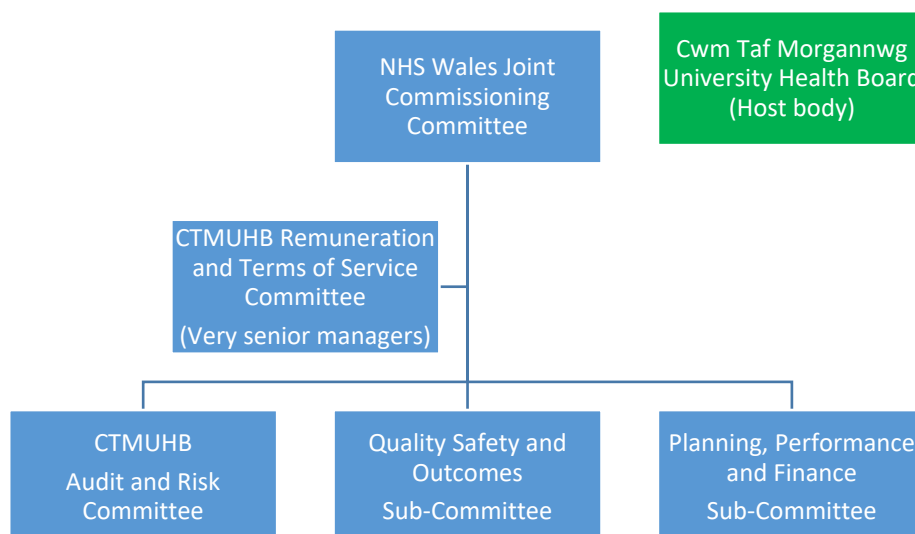 NHS Wales Joint
Commissioning
Committee
Cwm Taf Morgannwg
University Health Board
(Host body)
CTMUHB Remuneration
and Terms of Service
Committee
(Very senior managers)
CTMUHB
Audit and Risk
Committee
Quality Safety and
Outcomes
Sub-Committee
Planning, Performance
and Finance
Sub-Committee